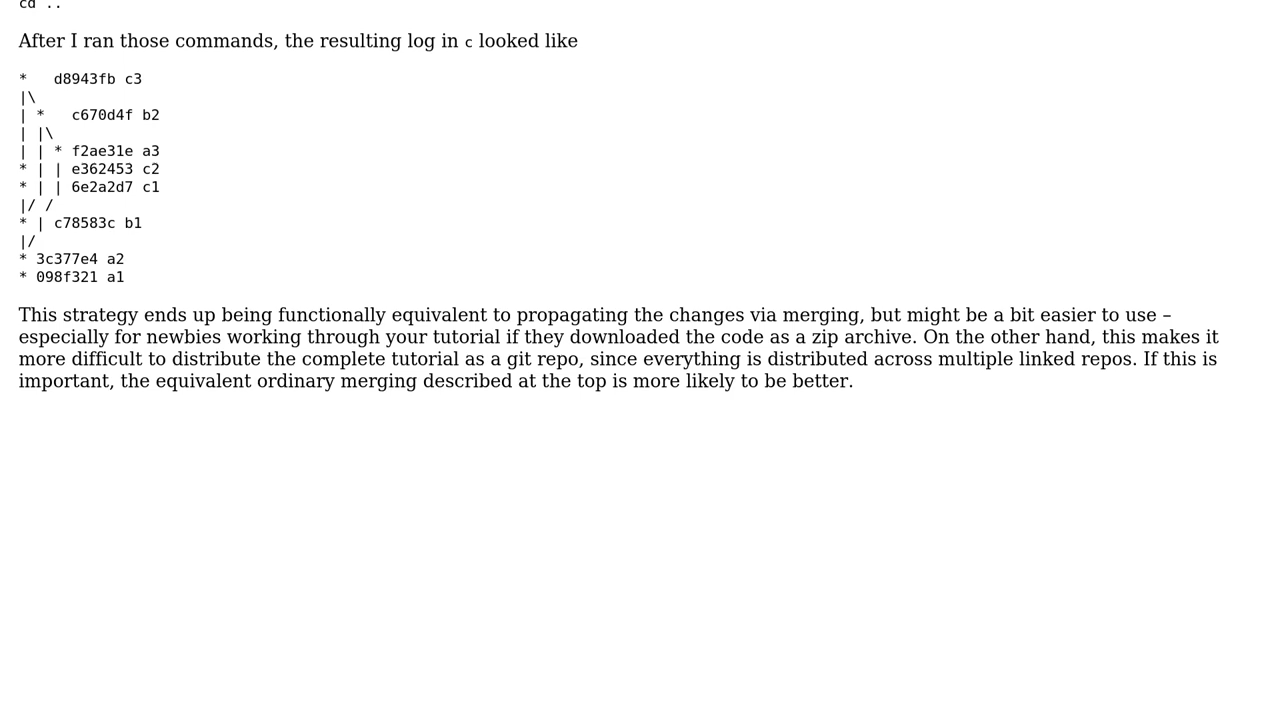 cd ..
After I ran those commands, the resulting log in c looked like
*   d8943fb c3
|\
| *   c670d4f b2
| |\
| | * f2ae31e a3
* | | e362453 c2
* | | 6e2a2d7 c1
|/ /
* | c78583c b1
|/
* 3c377e4 a2
* 098f321 a1
This strategy ends up being functionally equivalent to propagating the changes via merging, but might be a bit easier to use –
especially for newbies working through your tutorial if they downloaded the code as a zip archive. On the other hand, this makes it
more difficult to distribute the complete tutorial as a git repo, since everything is distributed across multiple linked repos. If this is
important, the equivalent ordinary merging described at the top is more likely to be better.